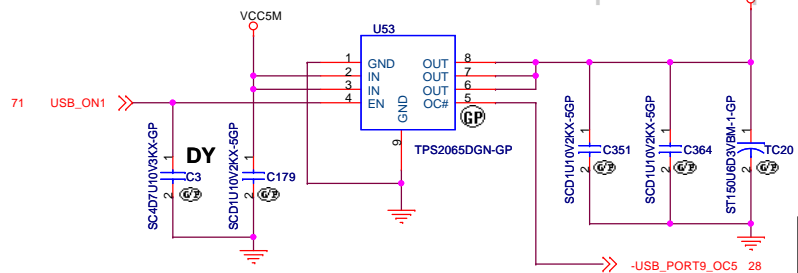 VCC5M
U53
1 GND OUT 8
2 IN OUT 7
3 IN OUT 6
4 EN OC# 5
GND
9
GP
TPS2065DGN-GP
71 USB_ON1
DY
SC4D7U10V3KX-GP
1
C3
2
G/P
SCD1U10V2KX-5GP
1
C179
2
G/P
SCD1U10V2KX-5GP
1
C351
2
G/P
SCD1U10V2KX-5GP
1
C364
2
G/P
ST150U6D3VBM-1-GP
1
TC20
2
G/P
-USB_PORT9_OC5 28